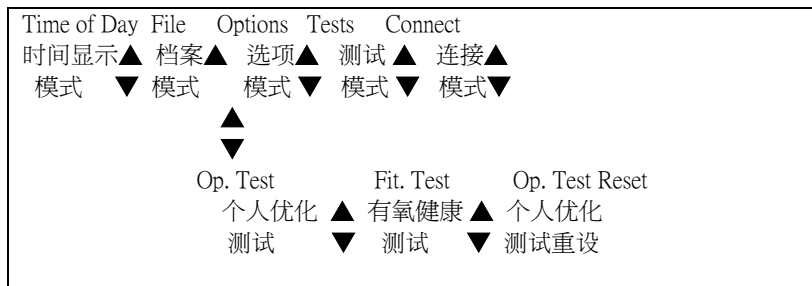 Time of Day File Options Tests Connect
时间显示▲ 档案▲ 选项▲ 测试▲ 连接▲
模式 ▼ 模式 模式▼ 模式▼ 模式▼
▲
▼
Op. Test Fit. Test Op. Test Reset
个人优化 ▲ 有氧健康 ▲ 个人优化
测试 ▼ 测试 ▼ 测试重设